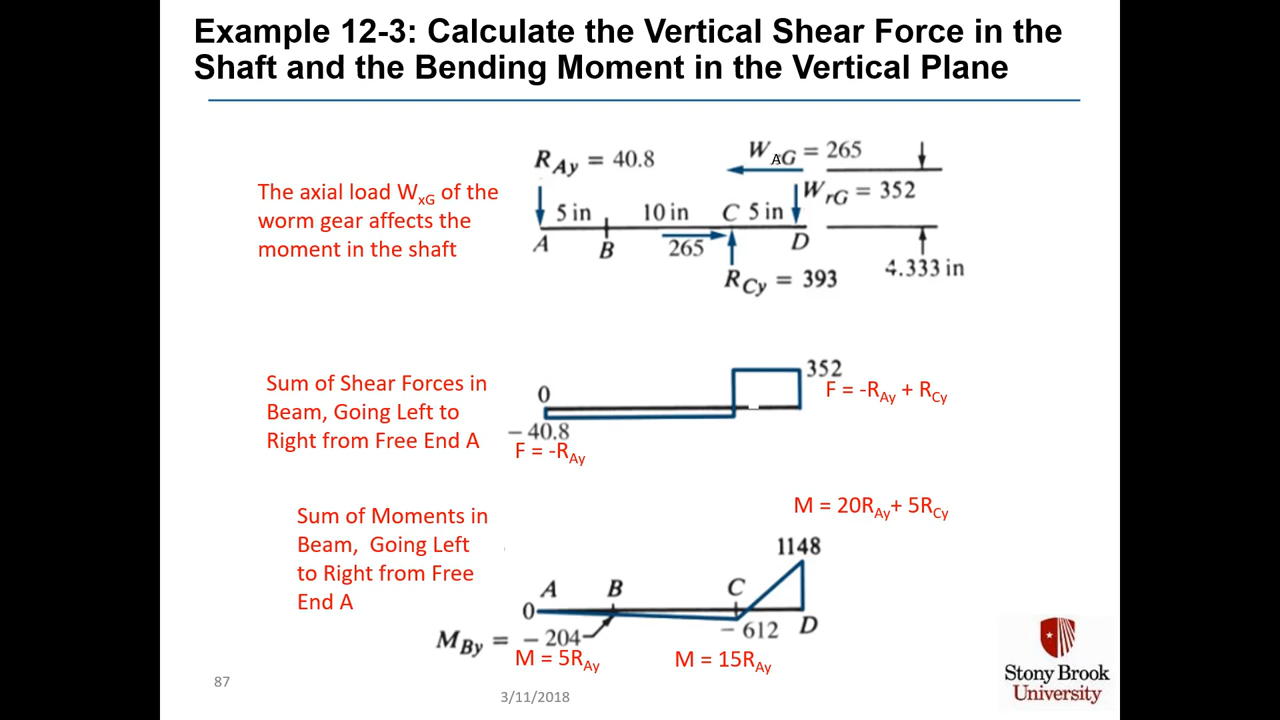 Example 12-3: Calculate the Vertical Shear Force in the
Shaft and the Bending Moment in the Vertical Plane
The axial load WxG of the
worm gear affects the
moment in the shaft
RAy = 40.8
WAG = 265
WrG = 352
5 in
10 in
C 5 in
A
B
265
D
RCy = 393
4.333 in
Sum of Shear Forces in
Beam, Going Left to
Right from Free End A
0
352
F = -RAy + RCy
– 40.8
F = -RAy
Sum of Moments in
Beam, Going Left
to Right from Free
End A
M = 20RAy+ 5RCy
1148
A
B
C
0
MBy = – 204
– 612
D
M = 5RAy
M = 15RAy
87
3/11/2018
Stony Brook
University